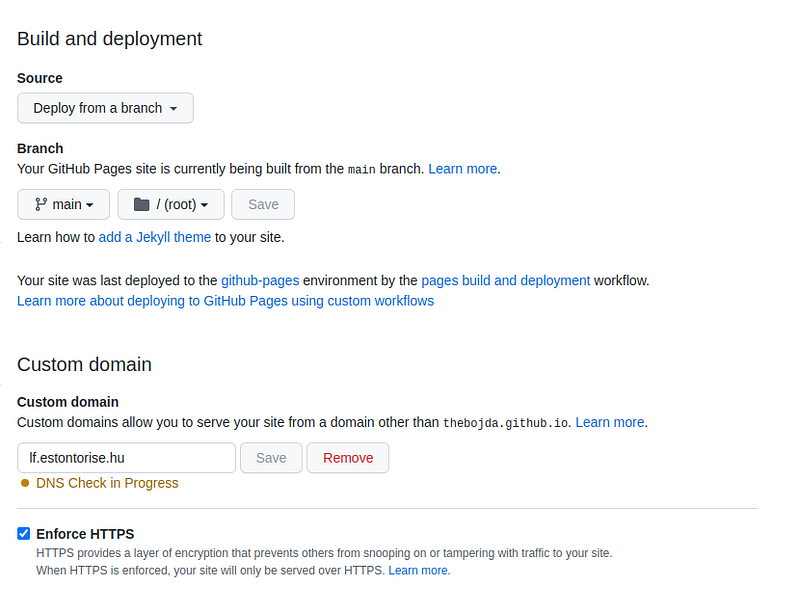 Build and deployment
Source
Deploy from a branch
Branch
Your GitHub Pages site is currently being built from the main branch. Learn more.
main / (root) Save
Learn how to add a Jekyll theme to your site.
Your site was last deployed to the github-pages environment by the pages build and deployment workflow.
Learn more about deploying to GitHub Pages using custom workflows
Custom domain
Custom domain
Custom domains allow you to serve your site from a domain other than thebojda.github.io. Learn more.
lf.estontorise.hu Save Remove
DNS Check in Progress
Enforce HTTPS
HTTPS provides a layer of encryption that prevents others from snooping on or tampering with traffic to your site.
When HTTPS is enforced, your site will only be served over HTTPS. Learn more.